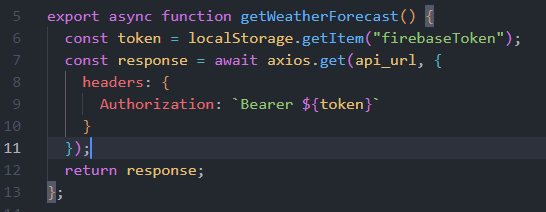 5 export async function getWeatherForecast() {
6   const token = localStorage.getItem("firebaseToken");
7   const response = await axios.get(api_url, {
8     headers: {
9       Authorization: `Bearer ${token}`
10     }
11   });
12   return response;
13 };